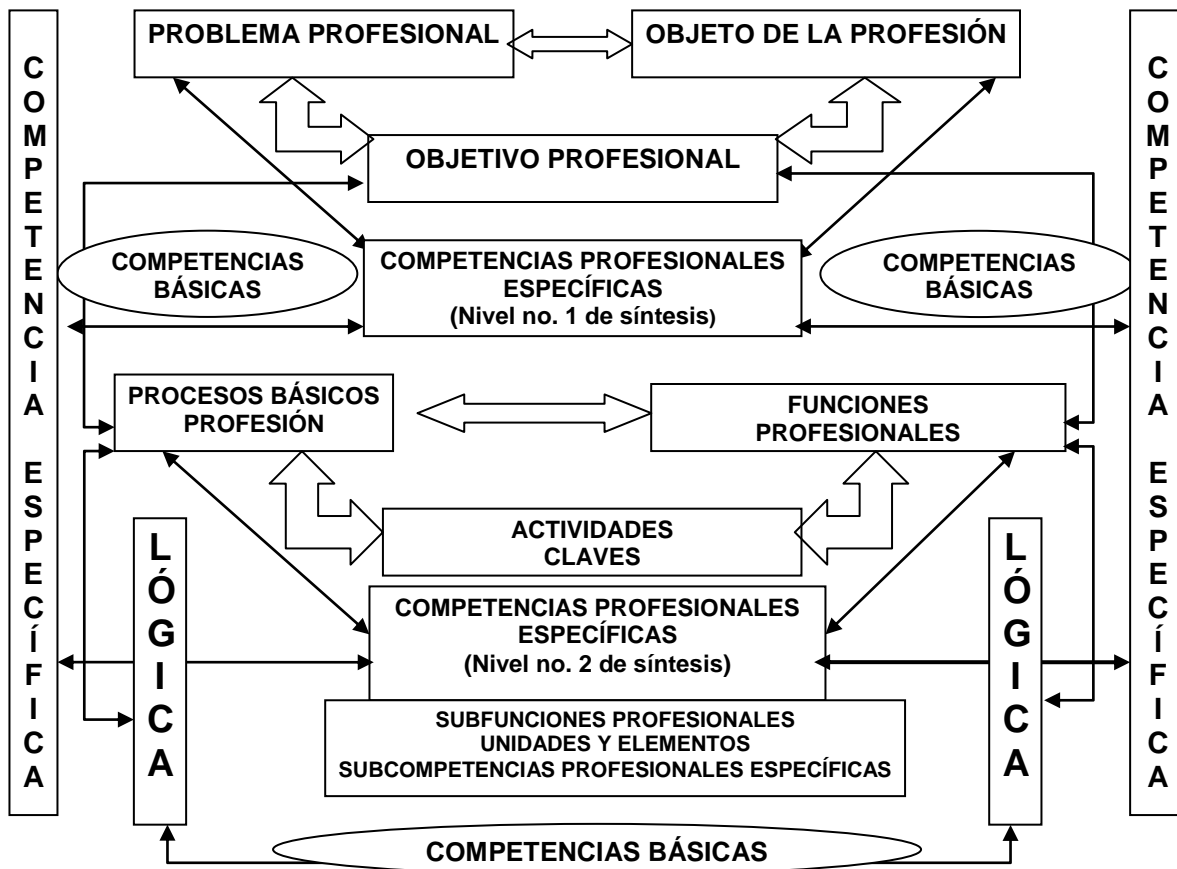 PROBLEMA PROFESIONAL
OBJETO DE LA PROFESIÓN
COMPETENCIA ESPECÍFICA
COMPETENCIA ESPECÍFICA
OBJETIVO PROFESIONAL
COMPETENCIAS
BÁSICAS
COMPETENCIAS PROFESIONALES
ESPECÍFICAS
(Nivel no. 1 de síntesis)
COMPETENCIAS
BÁSICAS
PROCESOS BÁSICOS
PROFESIÓN
FUNCIONES
PROFESIONALES
ACTIVIDADES
CLAVES
LÓGICA
LÓGICA
COMPETENCIAS PROFESIONALES
ESPECÍFICAS
(Nivel no. 2 de síntesis)
SUBFUNCIONES PROFESIONALES
UNIDADES Y ELEMENTOS
SUBCOMPETENCIAS PROFESIONALES ESPECÍFICAS
COMPETENCIAS BÁSICAS